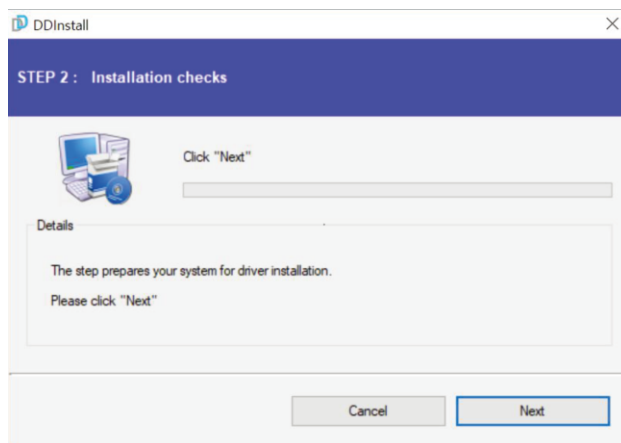 DDInstall
STEP 2 : Installation checks
Click "Next"
Details
The step prepares your system for driver installation.
Please click "Next"
Cancel
Next